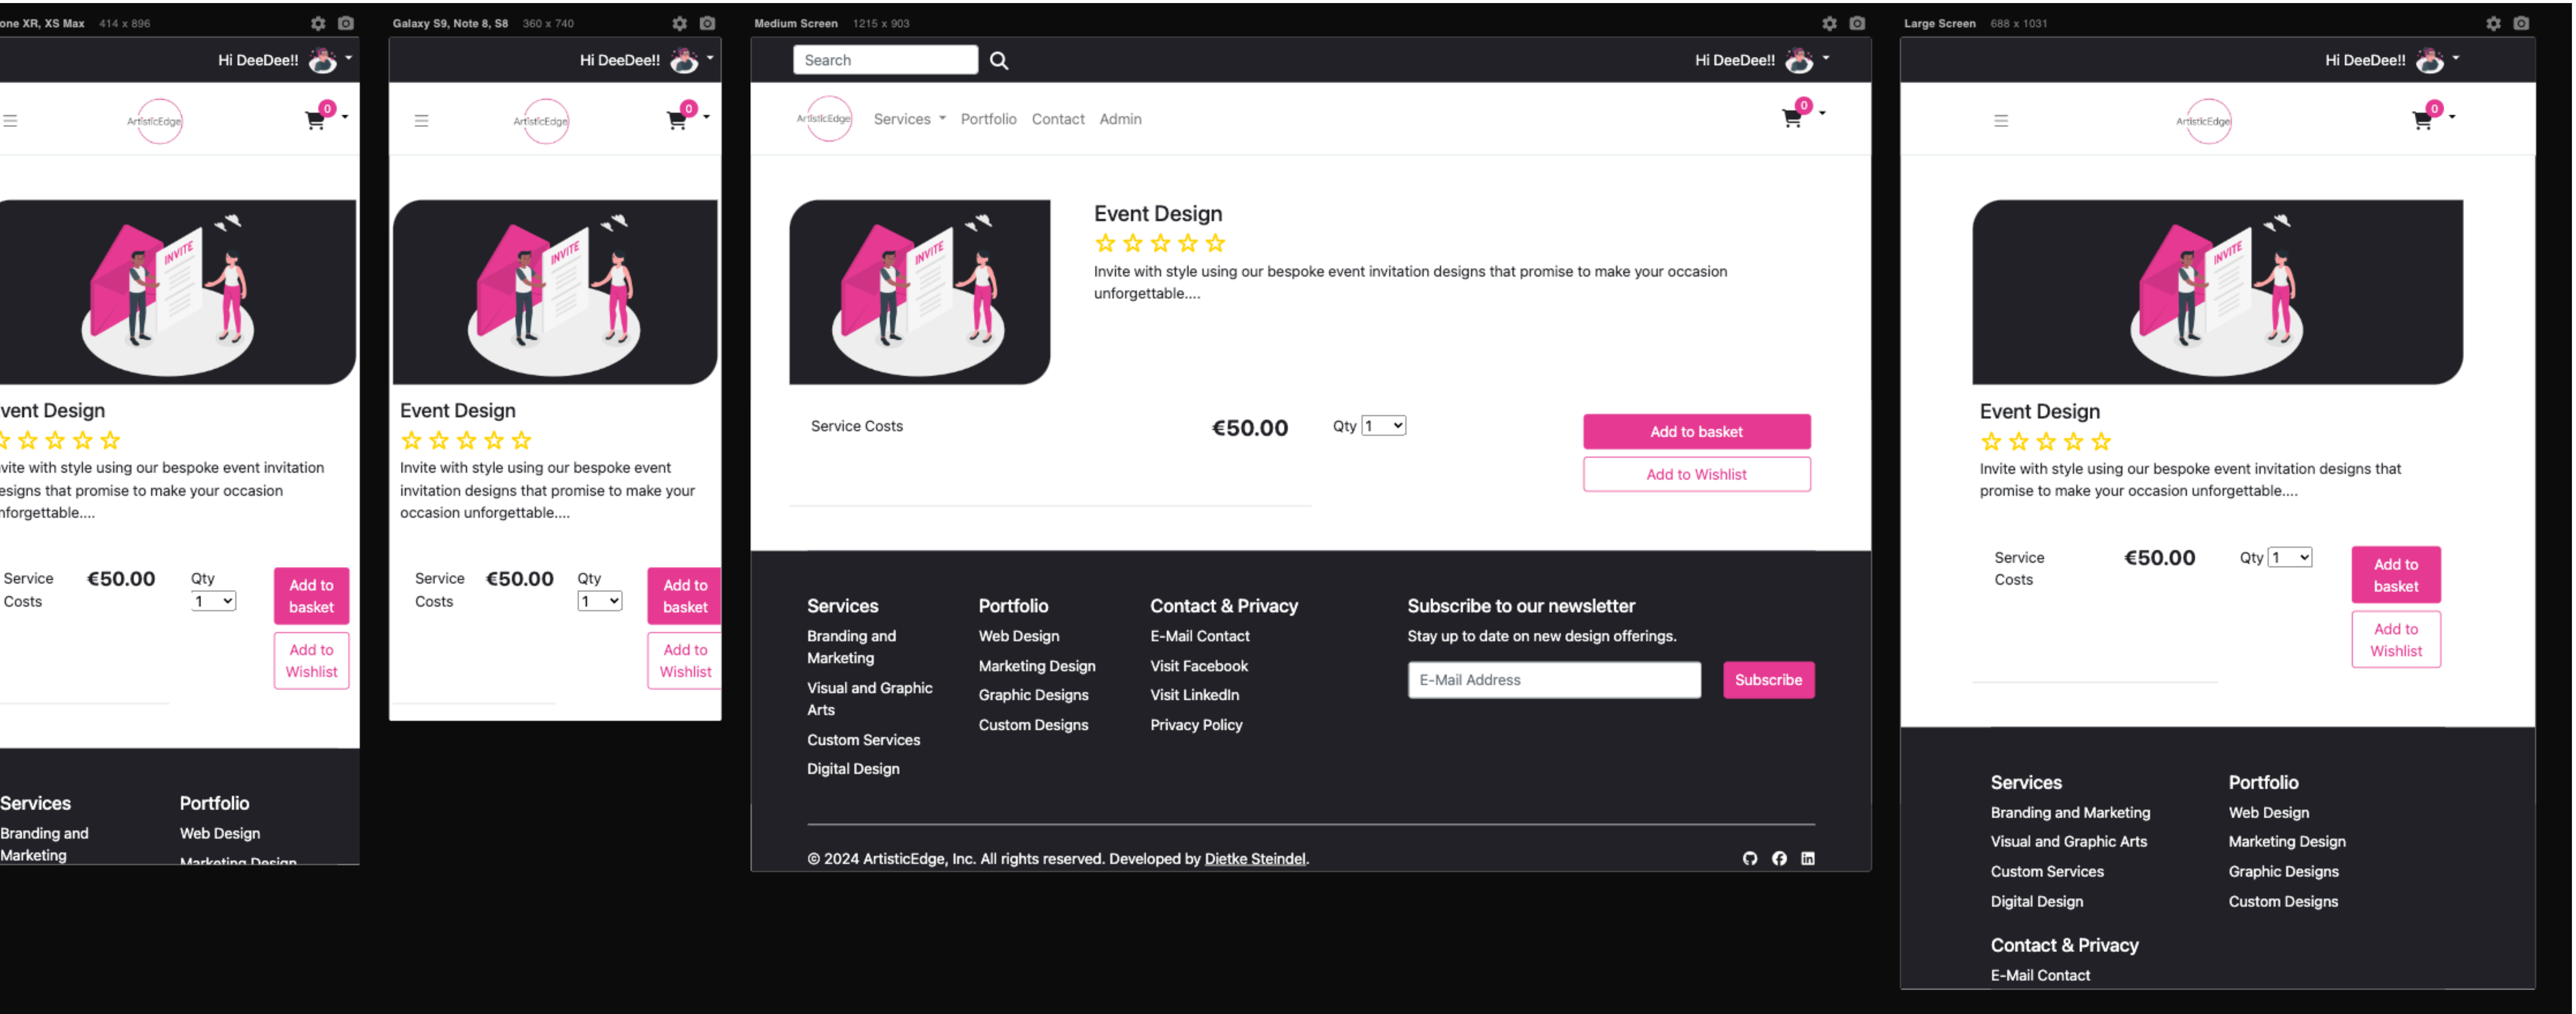 one XR, XS Max 414 x 896
Hi DeeDee!!
ArtisticEdge
0
INVITE
vent Design
vite with style using our bespoke event invitation
esigns that promise to make your occasion
nforgettable....
Service
Costs
€50.00
Qty
1
Add to
basket
Add to
Wishlist
Services
Branding and
Marketing
Portfolio
Web Design
Marketing Design
Galaxy S9, Note 8, S8 360 x 740
Hi DeeDee!!
ArtisticEdge
0
INVITE
Event Design
Invite with style using our bespoke event
invitation designs that promise to make your
occasion unforgettable....
Service
Costs
€50.00
Qty
1
Add to
basket
Add to
Wishlist
Medium Screen 1215 x 903
Search
Hi DeeDee!!
ArtisticEdge
Services Portfolio Contact Admin
0
INVITE
Event Design
Invite with style using our bespoke event invitation designs that promise to make your occasion
unforgettable....
Service Costs
€50.00
Qty 1
Add to basket
Add to Wishlist
Services
Branding and
Marketing
Visual and Graphic
Arts
Custom Services
Digital Design
Portfolio
Web Design
Marketing Design
Graphic Designs
Custom Designs
Contact & Privacy
E-Mail Contact
Visit Facebook
Visit LinkedIn
Privacy Policy
Subscribe to our newsletter
Stay up to date on new design offerings.
E-Mail Address
Subscribe
© 2024 ArtisticEdge, Inc. All rights reserved. Developed by Dietke Steindel.
Large Screen 688 x 1031
Hi DeeDee!!
ArtisticEdge
0
INVITE
Event Design
Invite with style using our bespoke event invitation designs that
promise to make your occasion unforgettable....
Service
Costs
€50.00
Qty 1
Add to
basket
Add to
Wishlist
Services
Branding and Marketing
Visual and Graphic Arts
Custom Services
Digital Design
Portfolio
Web Design
Marketing Design
Graphic Designs
Custom Designs
Contact & Privacy
E-Mail Contact